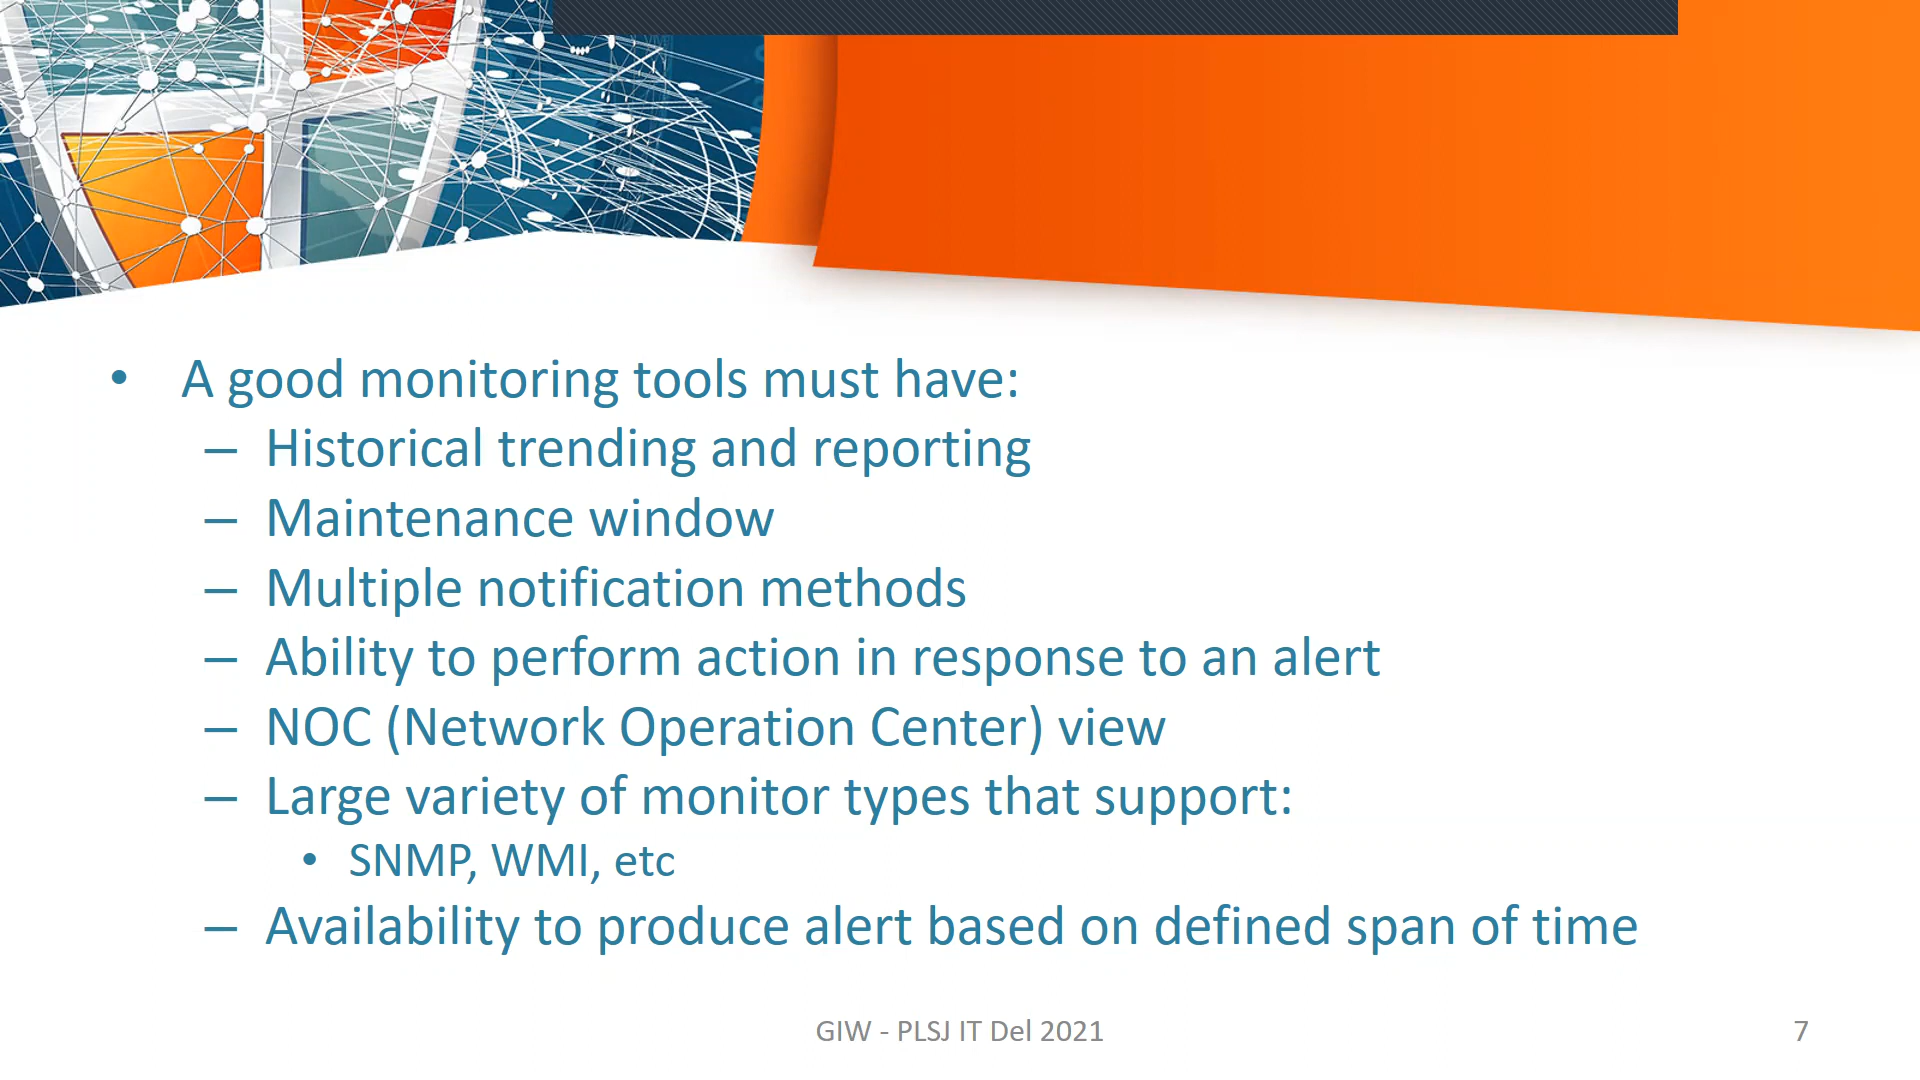 • A good monitoring tools must have:
– Historical trending and reporting
– Maintenance window
– Multiple notification methods
– Ability to perform action in response to an alert
– NOC (Network Operation Center) view
– Large variety of monitor types that support:
• SNMP, WMI, etc
– Availability to produce alert based on defined span of time
GIW - PLSJ IT Del 2021
7